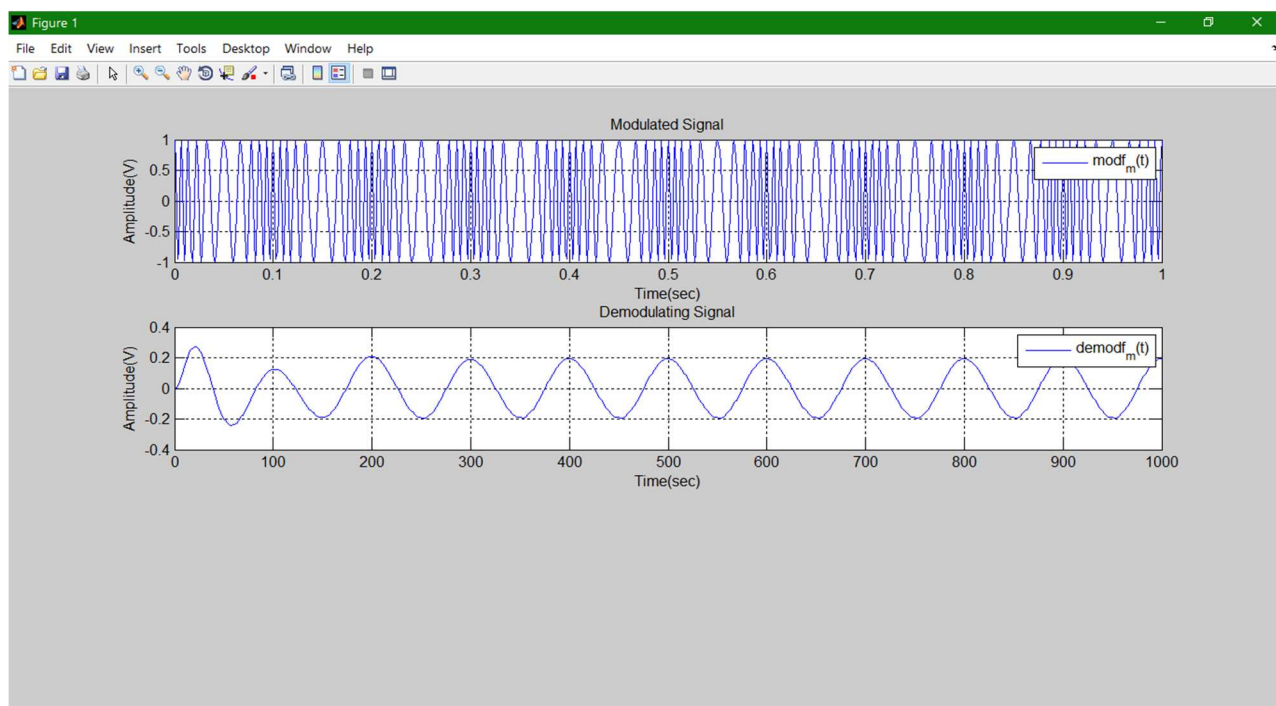 Figure 1
File Edit View Insert Tools Desktop Window Help
Modulated Signal
Amplitude(V)
1
0.5
0
-0.5
-1
modf_m(t)
0 0.1 0.2 0.3 0.4 0.5 0.6 0.7 0.8 0.9 1
Time(sec)
Demodulating Signal
Amplitude(V)
0.4
0.2
0
-0.2
-0.4
demodf_m(t)
0 100 200 300 400 500 600 700 800 900 1000
Time(sec)